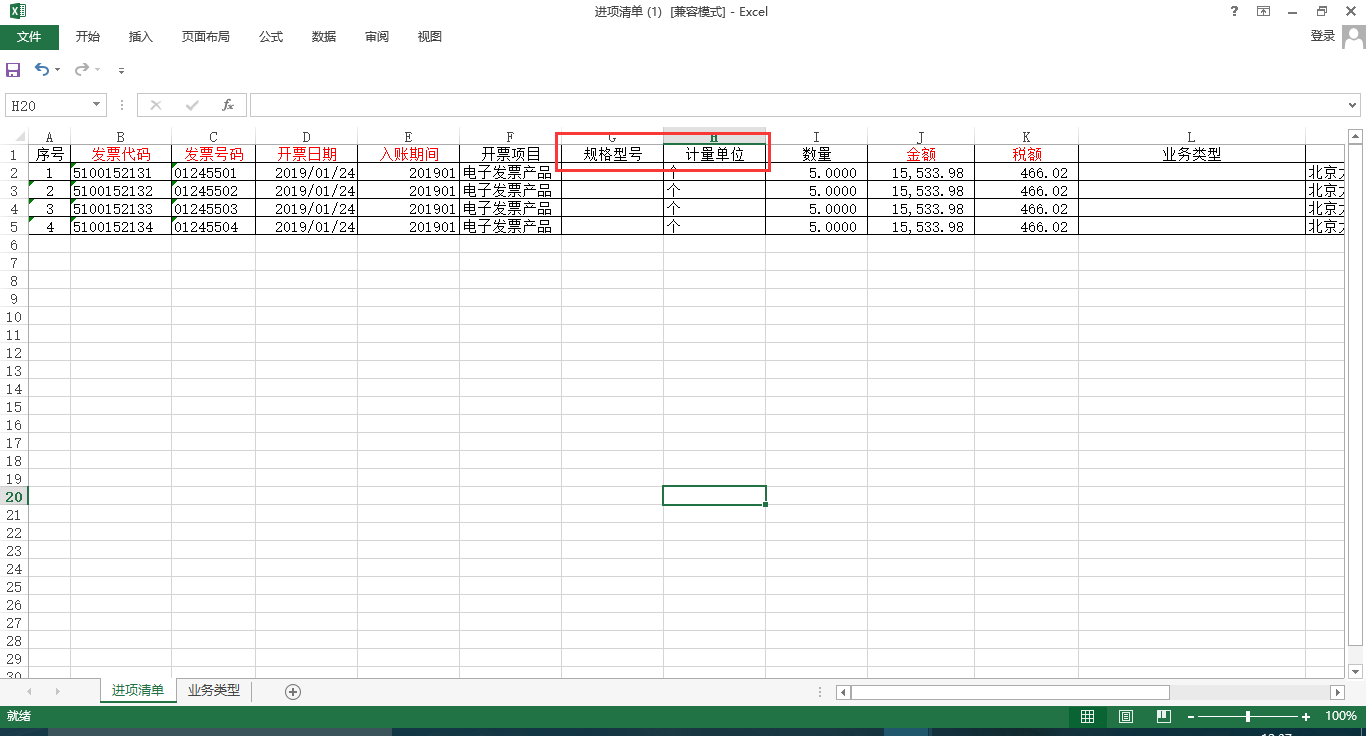 进项清单 (1) [兼容模式] - Excel
文件 开始 插入 页面布局 公式 数据 审阅 视图 登录
H20
A B C D E F G H I J K L
1 序号 发票代码 发票号码 开票日期 入账期间 开票项目 规格型号 计量单位 数量 金额 税额 业务类型
2 1 5100152131 01245501 2019/01/24 201901 电子发票产品 个 5.0000 15,533.98 466.02 北京
3 2 5100152132 01245502 2019/01/24 201901 电子发票产品 个 5.0000 15,533.98 466.02 北京
4 3 5100152133 01245503 2019/01/24 201901 电子发票产品 个 5.0000 15,533.98 466.02 北京
5 4 5100152134 01245504 2019/01/24 201901 电子发票产品 个 5.0000 15,533.98 466.02 北京
6
7
8
9
10
11
12
13
14
15
16
17
18
19
20
21
22
23
24
25
26
27
28
29
30
进项清单 业务类型
就绪 100%